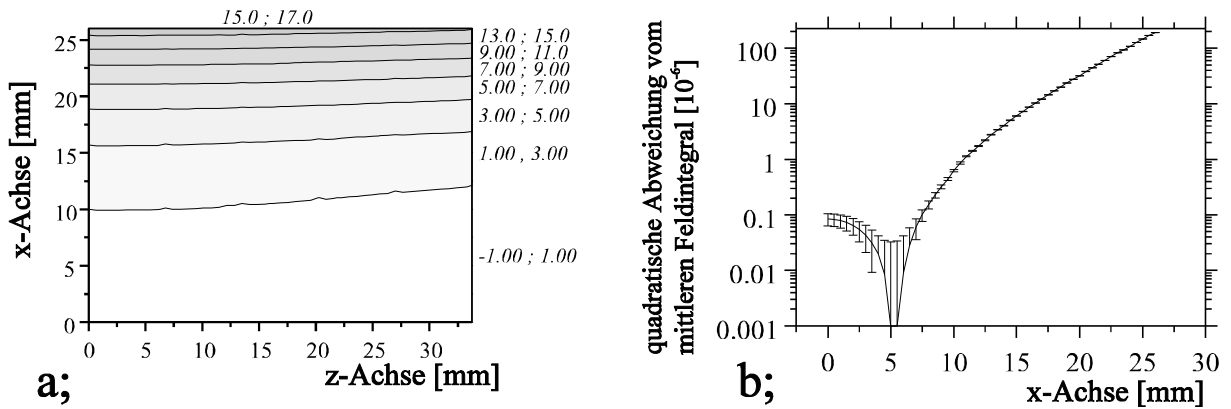 15.0 ; 17.0
13.0 ; 15.0
9.00 ; 11.0
7.00 ; 9.00
5.00 ; 7.00
3.00 ; 5.00
1.00 , 3.00
-1.00 ; 1.00
25
20
15
10
5
0
x-Achse [mm]
0 5 10 15 20 25 30
z-Achse [mm]
a;
quadratische Abweichung vom
mittleren Feldintegral [10⁻⁶]
100
10
1
0.1
0.01
0.001
0 5 10 15 20 25 30
x-Achse [mm]
b;